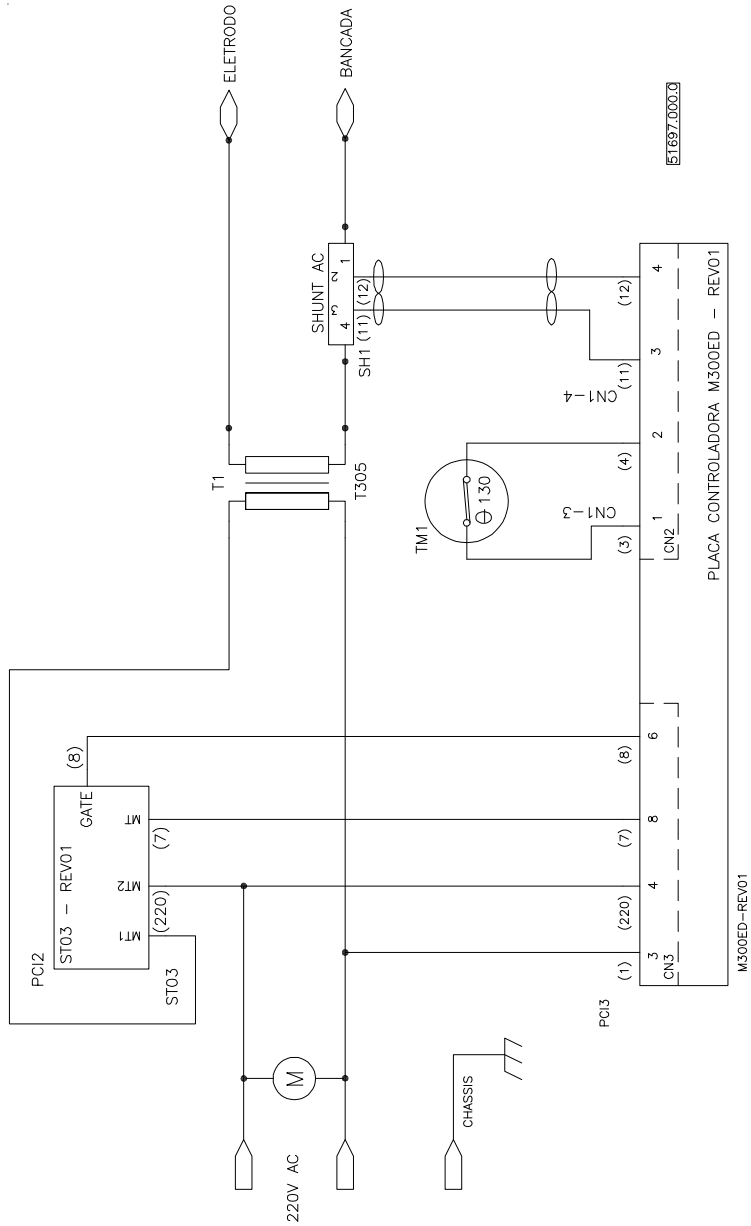 ELETRODO
BANCADA
51697.000.0
SHUNT AC
4 3 2 1
SH1 (11) (12)
T1
T305
TM1
130
CN1-3
CN1-4
(3) (4) (11) (12)
1 2 3 4
CN2
PLACA CONTROLADORA M300ED - REV01
PCI2
ST03 - REV01
GATE
(8)
MT1 MT2 MT
(220) (7)
ST03
(1) (220) (7) (8)
3 4 8 6
CN3
PCI3
M300ED-REV01
M
220V AC
CHASSIS